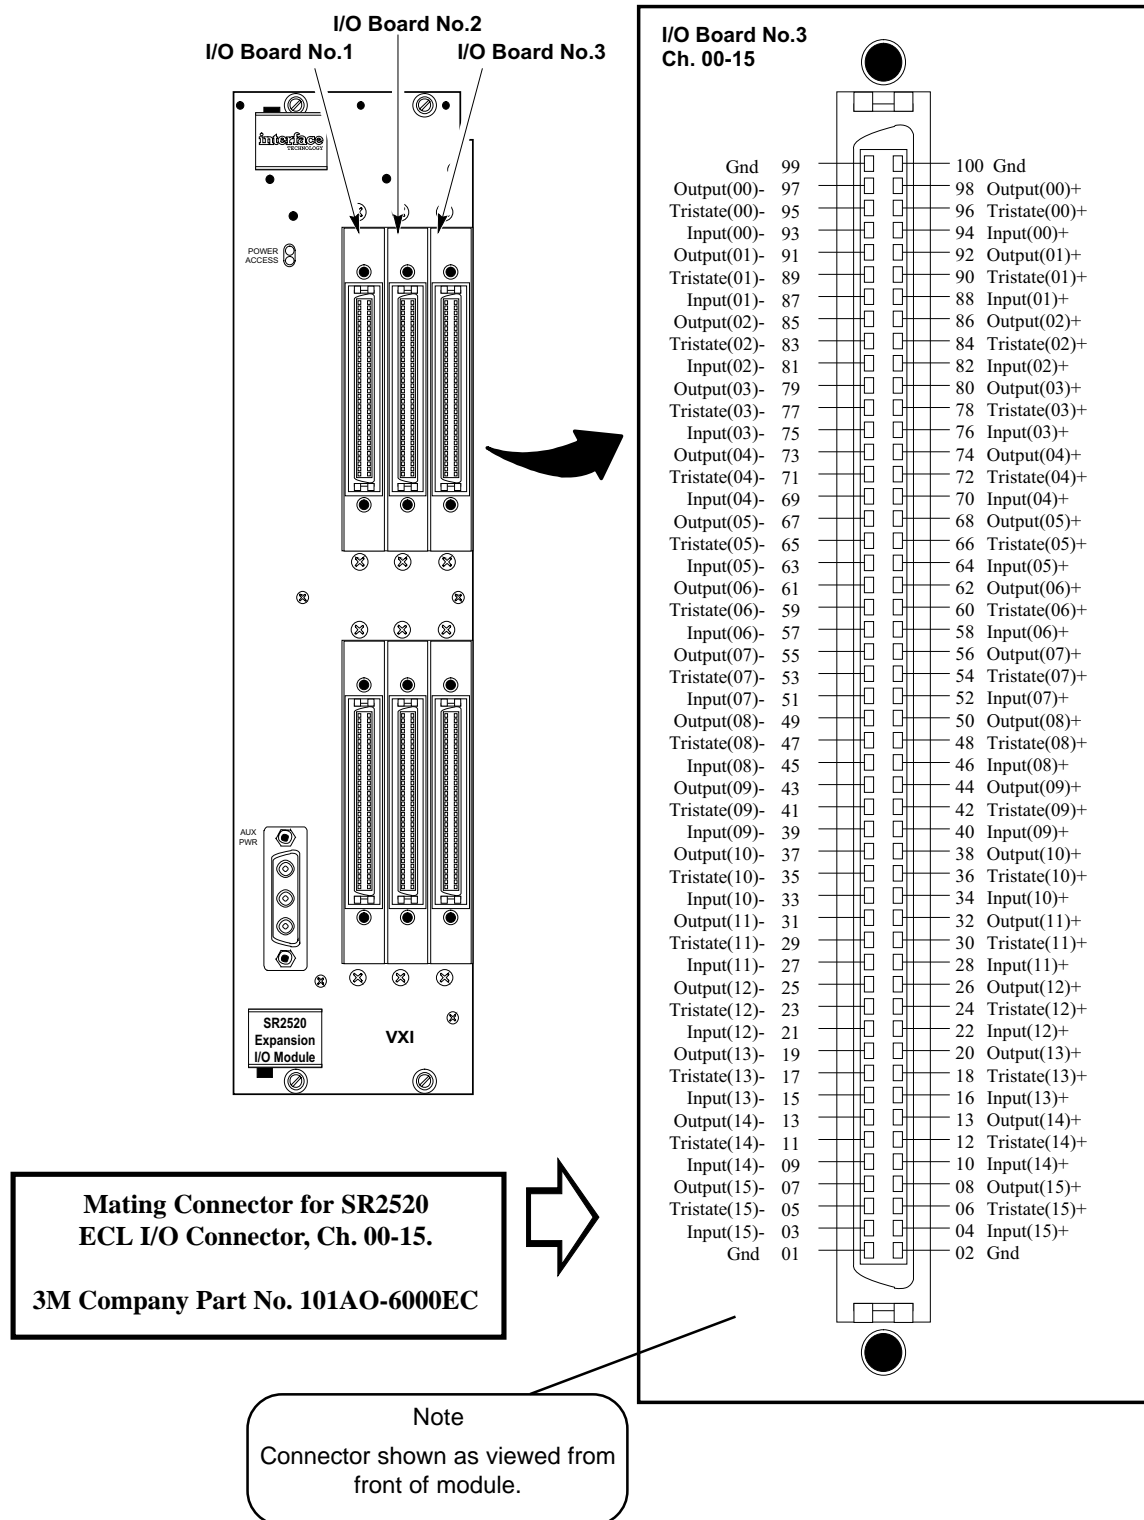 I/O Board No.2
I/O Board No.1
I/O Board No.3
interface
TECHNOLOGY
POWER
ACCESS
AUX
PWR
SR2520
Expansion
I/O Module
VXI
I/O Board No.3
Ch. 00-15
Gnd 99 100 Gnd
Output(00)- 97 98 Output(00)+
Tristate(00)- 95 96 Tristate(00)+
Input(00)- 93 94 Input(00)+
Output(01)- 91 92 Output(01)+
Tristate(01)- 89 90 Tristate(01)+
Input(01)- 87 88 Input(01)+
Output(02)- 85 86 Output(02)+
Tristate(02)- 83 84 Tristate(02)+
Input(02)- 81 82 Input(02)+
Output(03)- 79 80 Output(03)+
Tristate(03)- 77 78 Tristate(03)+
Input(03)- 75 76 Input(03)+
Output(04)- 73 74 Output(04)+
Tristate(04)- 71 72 Tristate(04)+
Input(04)- 69 70 Input(04)+
Output(05)- 67 68 Output(05)+
Tristate(05)- 65 66 Tristate(05)+
Input(05)- 63 64 Input(05)+
Output(06)- 61 62 Output(06)+
Tristate(06)- 59 60 Tristate(06)+
Input(06)- 57 58 Input(06)+
Output(07)- 55 56 Output(07)+
Tristate(07)- 53 54 Tristate(07)+
Input(07)- 51 52 Input(07)+
Output(08)- 49 50 Output(08)+
Tristate(08)- 47 48 Tristate(08)+
Input(08)- 45 46 Input(08)+
Output(09)- 43 44 Output(09)+
Tristate(09)- 41 42 Tristate(09)+
Input(09)- 39 40 Input(09)+
Output(10)- 37 38 Output(10)+
Tristate(10)- 35 36 Tristate(10)+
Input(10)- 33 34 Input(10)+
Output(11)- 31 32 Output(11)+
Tristate(11)- 29 30 Tristate(11)+
Input(11)- 27 28 Input(11)+
Output(12)- 25 26 Output(12)+
Tristate(12)- 23 24 Tristate(12)+
Input(12)- 21 22 Input(12)+
Output(13)- 19 20 Output(13)+
Tristate(13)- 17 18 Tristate(13)+
Input(13)- 15 16 Input(13)+
Output(14)- 13 13 Output(14)+
Tristate(14)- 11 12 Tristate(14)+
Input(14)- 09 10 Input(14)+
Output(15)- 07 08 Output(15)+
Tristate(15)- 05 06 Tristate(15)+
Input(15)- 03 04 Input(15)+
Gnd 01 02 Gnd
Mating Connector for SR2520
ECL I/O Connector, Ch. 00-15.
3M Company Part No. 101AO-6000EC
Note
Connector shown as viewed from
front of module.